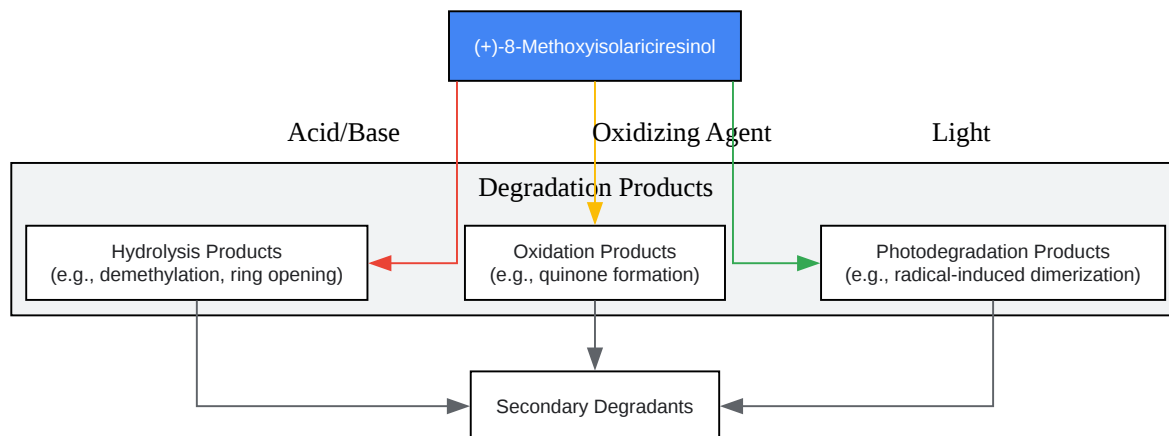 (+)-8-Methoxyisolariciresinol
Acid/Base
Oxidizing Agent
Light
Degradation Products
Hydrolysis Products
(e.g., demethylation, ring opening)
Oxidation Products
(e.g., quinone formation)
Photodegradation Products
(e.g., radical-induced dimerization)
Secondary Degradants